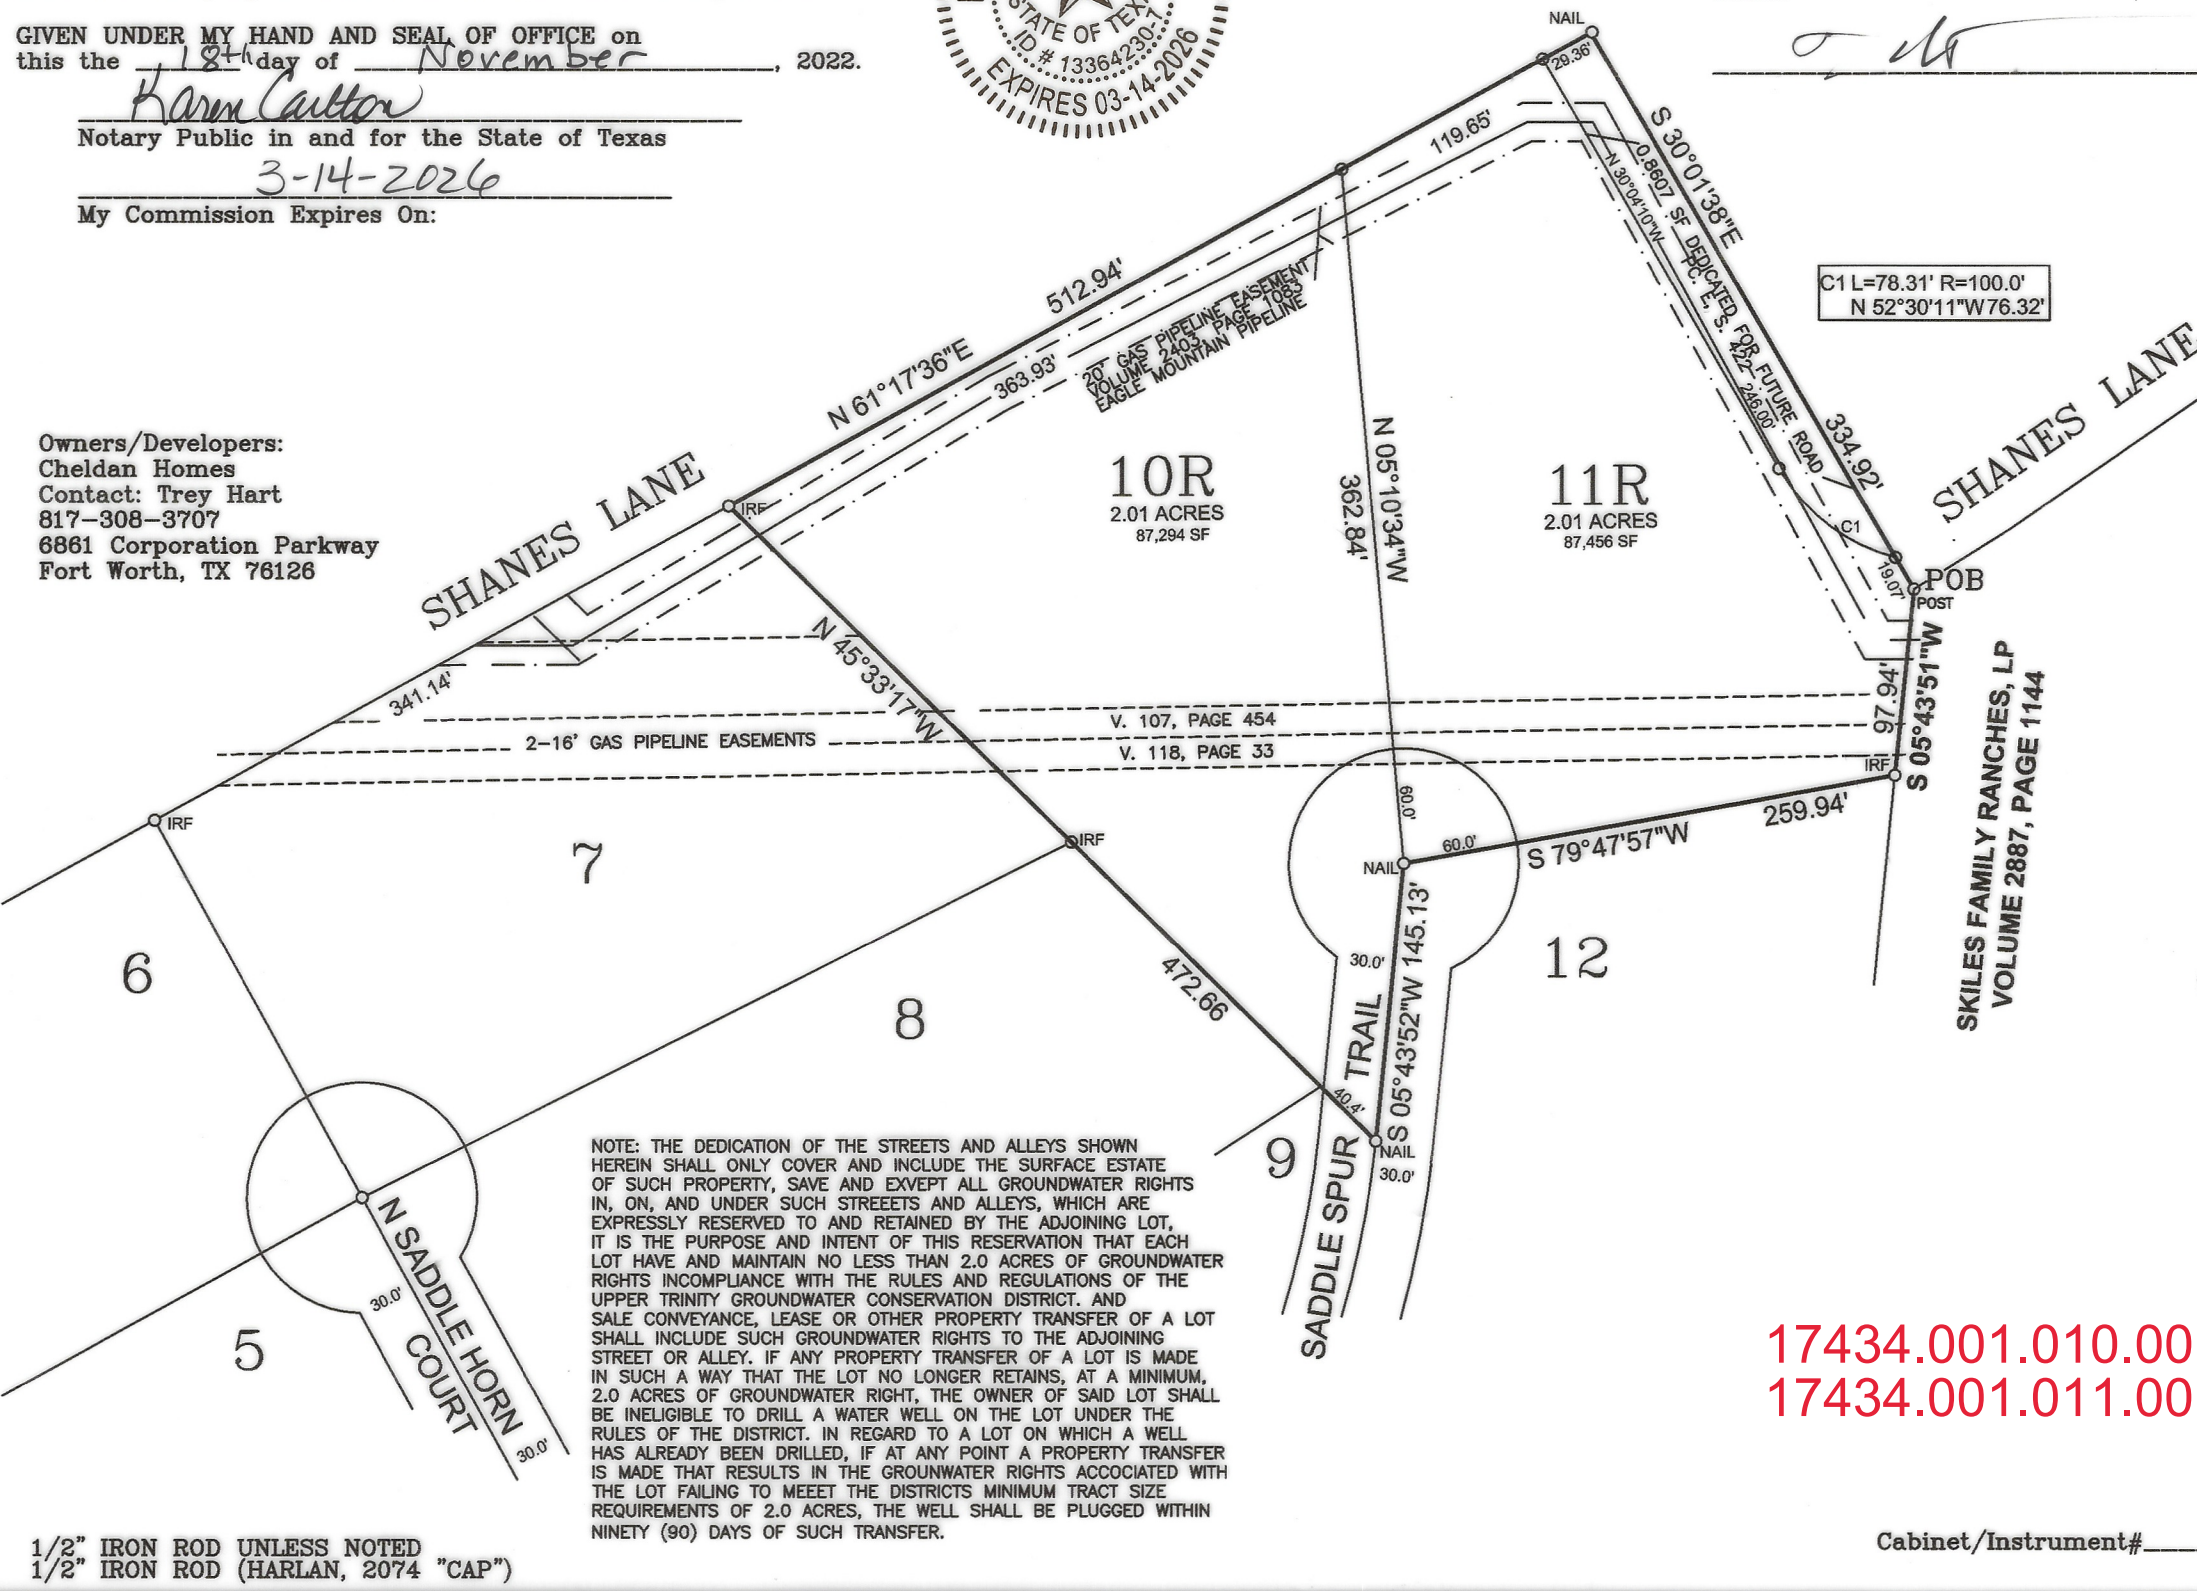 GIVEN UNDER MY HAND AND SEAL OF OFFICE on
this the 18th day of November, 2022.
Karen Carlton
Notary Public in and for the State of Texas
3-14-2026
My Commission Expires On:
STATE OF TEX
ID # 13364230-1
EXPIRES 03-14-2026
NAIL
29.36'
119.65'
S 30°01'38"E
334.92'
0.8607 SF DEDICATED FOR FUTURE ROAD
N 30°04'10"W
246.00'
C1 L=78.31' R=100.0'
N 52°30'11"W 76.32'
SHANES LANE
512.94'
N 61°17'36"E
363.93'
20' GAS PIPELINE EASEMENT
VOLUME 2403, PAGE 1083
EAGLE MOUNTAIN PIPELINE
Owners/Developers:
Cheldan Homes
Contact: Trey Hart
817-308-3707
6861 Corporation Parkway
Fort Worth, TX 76126
SHANES LANE
IRF
10R
2.01 ACRES
87,294 SF
N 05°10'34"W
362.84'
11R
2.01 ACRES
87,456 SF
C1
19.07'
POB
POST
341.14'
N 45°33'17"W
97.94'
S 05°43'51"W
SKILES FAMILY RANCHES, LP
VOLUME 2887, PAGE 1144
V. 107, PAGE 454
2-16' GAS PIPELINE EASEMENTS
V. 118, PAGE 33
IRF
IRF
60.0'
259.94'
60.0'
S 79°47'57"W
IRF
7
NAIL
6
472.66
30.0'
S 05°43'52"W 145.13'
12
8
40.4'
NAIL
30.0'
9
SADDLE SPUR TRAIL
N SADDLE HORN
COURT
30.0'
30.0'
5
NOTE: THE DEDICATION OF THE STREETS AND ALLEYS SHOWN
HEREIN SHALL ONLY COVER AND INCLUDE THE SURFACE ESTATE
OF SUCH PROPERTY, SAVE AND EXVEPT ALL GROUNDWATER RIGHTS
IN, ON, AND UNDER SUCH STREEETS AND ALLEYS, WHICH ARE
EXPRESSLY RESERVED TO AND RETAINED BY THE ADJOINING LOT,
IT IS THE PURPOSE AND INTENT OF THIS RESERVATION THAT EACH
LOT HAVE AND MAINTAIN NO LESS THAN 2.0 ACRES OF GROUNDWATER
RIGHTS INCOMPLIANCE WITH THE RULES AND REGULATIONS OF THE
UPPER TRINITY GROUNDWATER CONSERVATION DISTRICT. AND
SALE CONVEYANCE, LEASE OR OTHER PROPERTY TRANSFER OF A LOT
SHALL INCLUDE SUCH GROUNDWATER RIGHTS TO THE ADJOINING
STREET OR ALLEY. IF ANY PROPERTY TRANSFER OF A LOT IS MADE
IN SUCH A WAY THAT THE LOT NO LONGER RETAINS, AT A MINIMUM,
2.0 ACRES OF GROUNDWATER RIGHT, THE OWNER OF SAID LOT SHALL
BE INELIGIBLE TO DRILL A WATER WELL ON THE LOT UNDER THE
RULES OF THE DISTRICT. IN REGARD TO A LOT ON WHICH A WELL
HAS ALREADY BEEN DRILLED, IF AT ANY POINT A PROPERTY TRANSFER
IS MADE THAT RESULTS IN THE GROUNWATER RIGHTS ACCOCIATED WITH
THE LOT FAILING TO MEEET THE DISTRICTS MINIMUM TRACT SIZE
REQUIREMENTS OF 2.0 ACRES, THE WELL SHALL BE PLUGGED WITHIN
NINETY (90) DAYS OF SUCH TRANSFER.
17434.001.010.00
17434.001.011.00
1/2" IRON ROD UNLESS NOTED
1/2" IRON ROD (HARLAN, 2074 "CAP")
Cabinet/Instrument#